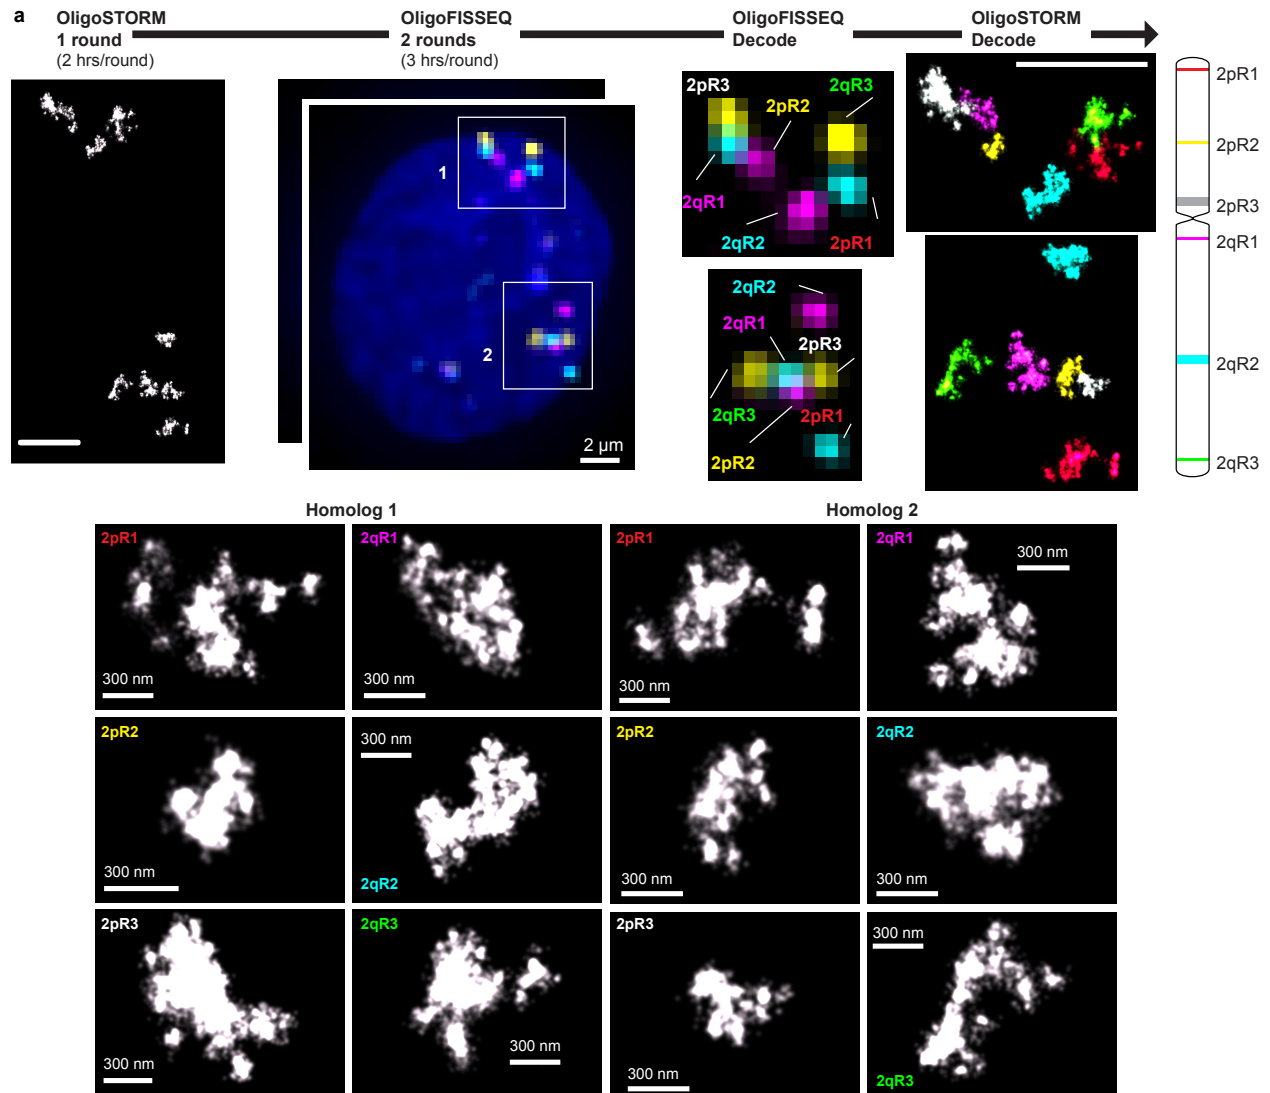 a
OligoSTORM
1 round
(2 hrs/round)
OligoFISSEQ
2 rounds
(3 hrs/round)
OligoFISSEQ
Decode
OligoSTORM
Decode
1
2
2 µm
2pR3
2qR3
2pR2
2qR1
2qR2
2pR1
2qR2
2qR1
2pR3
2qR3
2pR1
2pR2
2pR1
2pR2
2pR3
2qR1
2qR2
2qR3
Homolog 1
Homolog 2
2pR1
300 nm
2qR1
300 nm
2pR1
300 nm
2qR1
300 nm
2pR2
300 nm
300 nm
2qR2
2pR2
300 nm
2qR2
300 nm
2pR3
300 nm
2qR3
300 nm
2pR3
300 nm
300 nm
2qR3